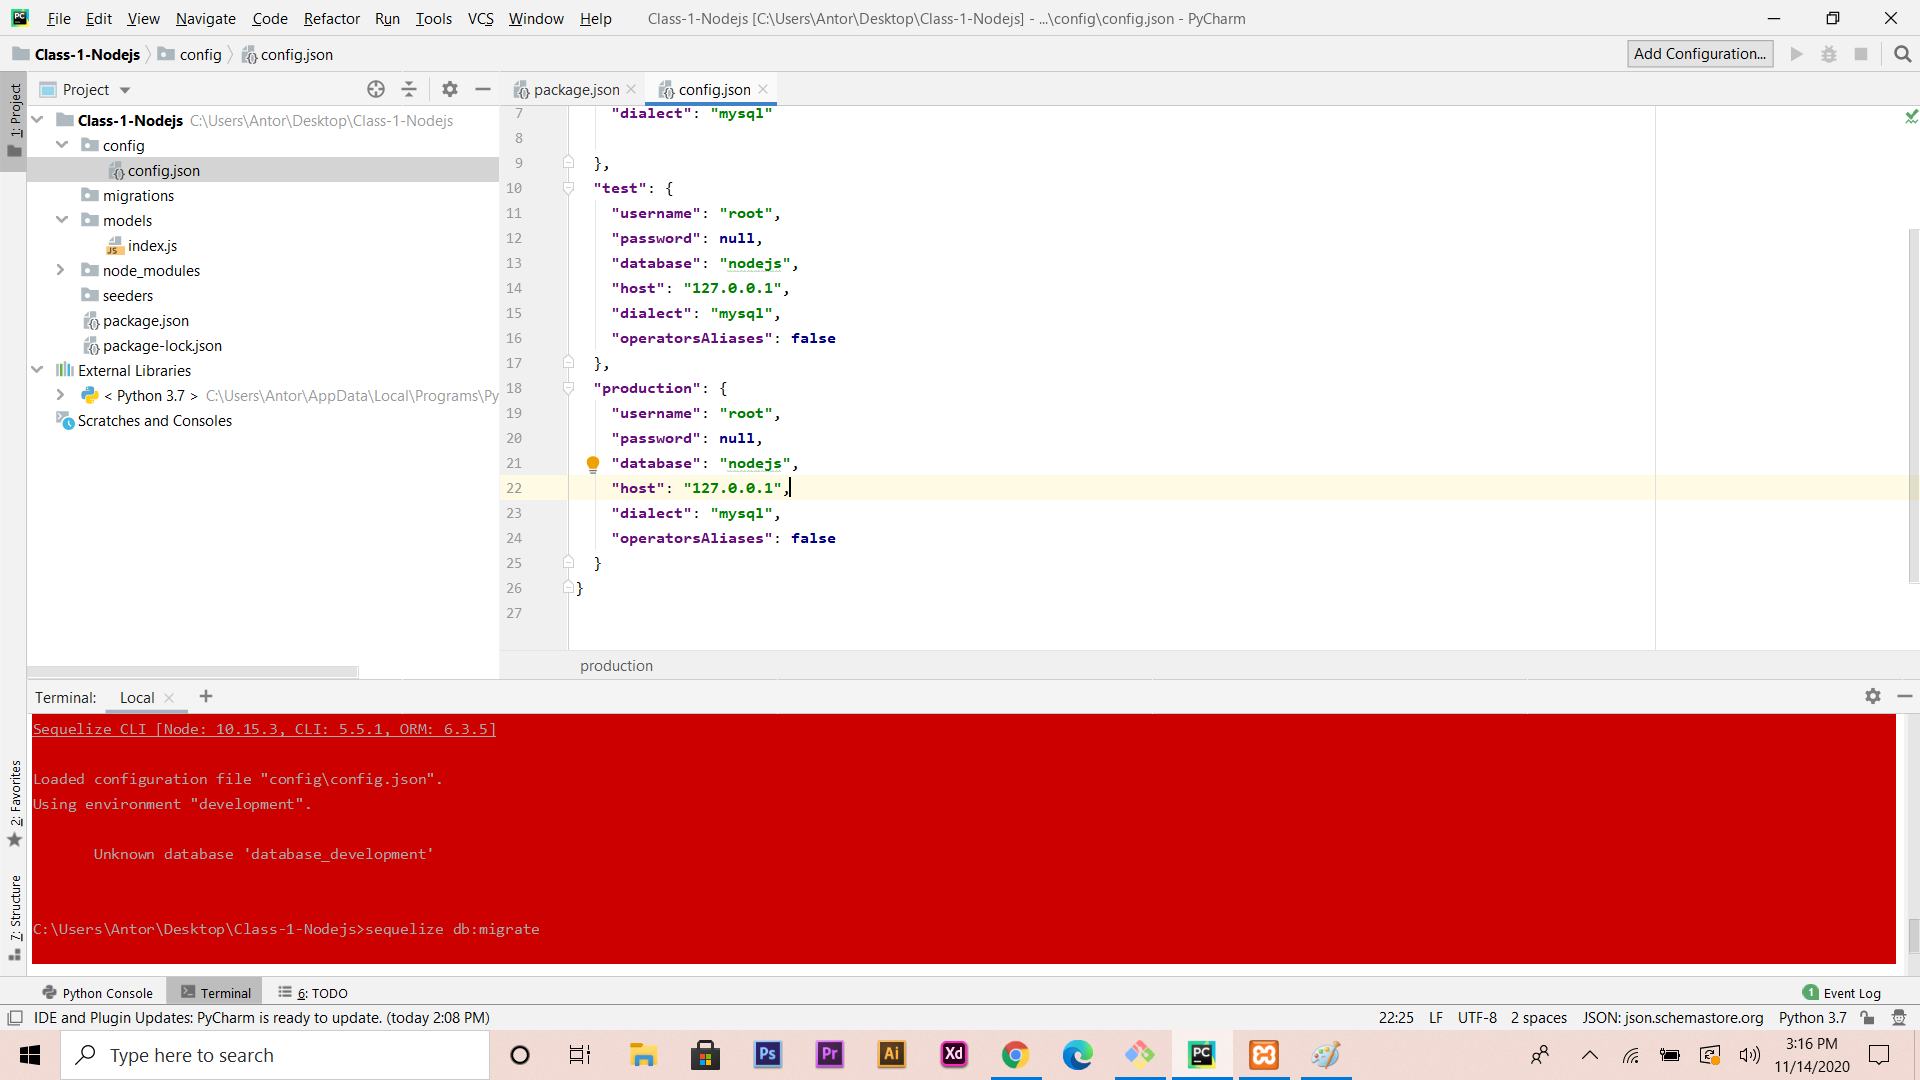 File Edit View Navigate Code Refactor Run Tools VCS Window Help Class-1-Nodejs [C:\Users\Antor\Desktop\Class-1-Nodejs] - ...\config\config.json - PyCharm
Class-1-Nodejs config config.json Add Configuration...
Project package.json config.json
1: Project
Class-1-Nodejs C:\Users\Antor\Desktop\Class-1-Nodejs
config
config.json
migrations
models
index.js
node_modules
seeders
package.json
package-lock.json
External Libraries
< Python 3.7 > C:\Users\Antor\AppData\Local\Programs\Py
Scratches and Consoles
7 "dialect": "mysql"
8
9 },
10 "test": {
11 "username": "root",
12 "password": null,
13 "database": "nodejs",
14 "host": "127.0.0.1",
15 "dialect": "mysql",
16 "operatorsAliases": false
17 },
18 "production": {
19 "username": "root",
20 "password": null,
21 "database": "nodejs",
22 "host": "127.0.0.1",
23 "dialect": "mysql",
24 "operatorsAliases": false
25 }
26 }
27
production
Terminal: Local
Sequelize CLI [Node: 10.15.3, CLI: 5.5.1, ORM: 6.3.5]
Loaded configuration file "config\config.json".
Using environment "development".
Unknown database 'database_development'
C:\Users\Antor\Desktop\Class-1-Nodejs>sequelize db:migrate
2: Favorites
7: Structure
Python Console Terminal 6: TODO 1 Event Log
IDE and Plugin Updates: PyCharm is ready to update. (today 2:08 PM) 22:25 LF UTF-8 2 spaces JSON: json.schemastore.org Python 3.7
Type here to search Ps Pr Ai Xd PC 3:16 PM
11/14/2020